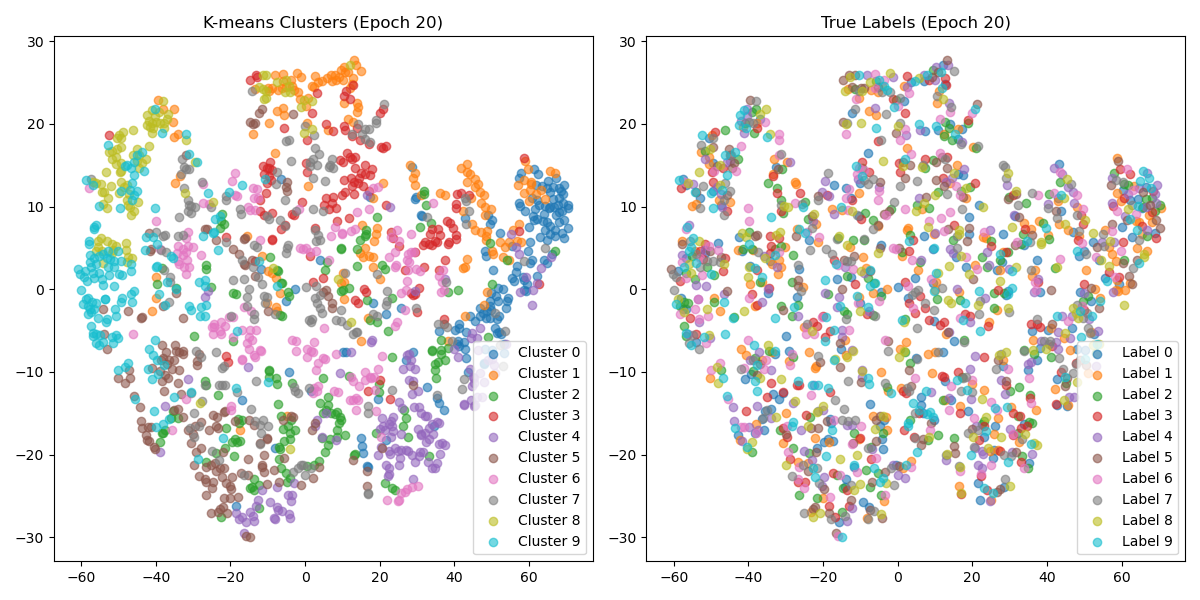 K-means Clusters (Epoch 20)
30
20
10
0
−10
−20
−30
−60
−40
−20
0
20
40
60
Cluster 0
Cluster 1
Cluster 2
Cluster 3
Cluster 4
Cluster 5
Cluster 6
Cluster 7
Cluster 8
Cluster 9
True Labels (Epoch 20)
30
20
10
0
−10
−20
−30
−60
−40
−20
0
20
40
60
Label 0
Label 1
Label 2
Label 3
Label 4
Label 5
Label 6
Label 7
Label 8
Label 9